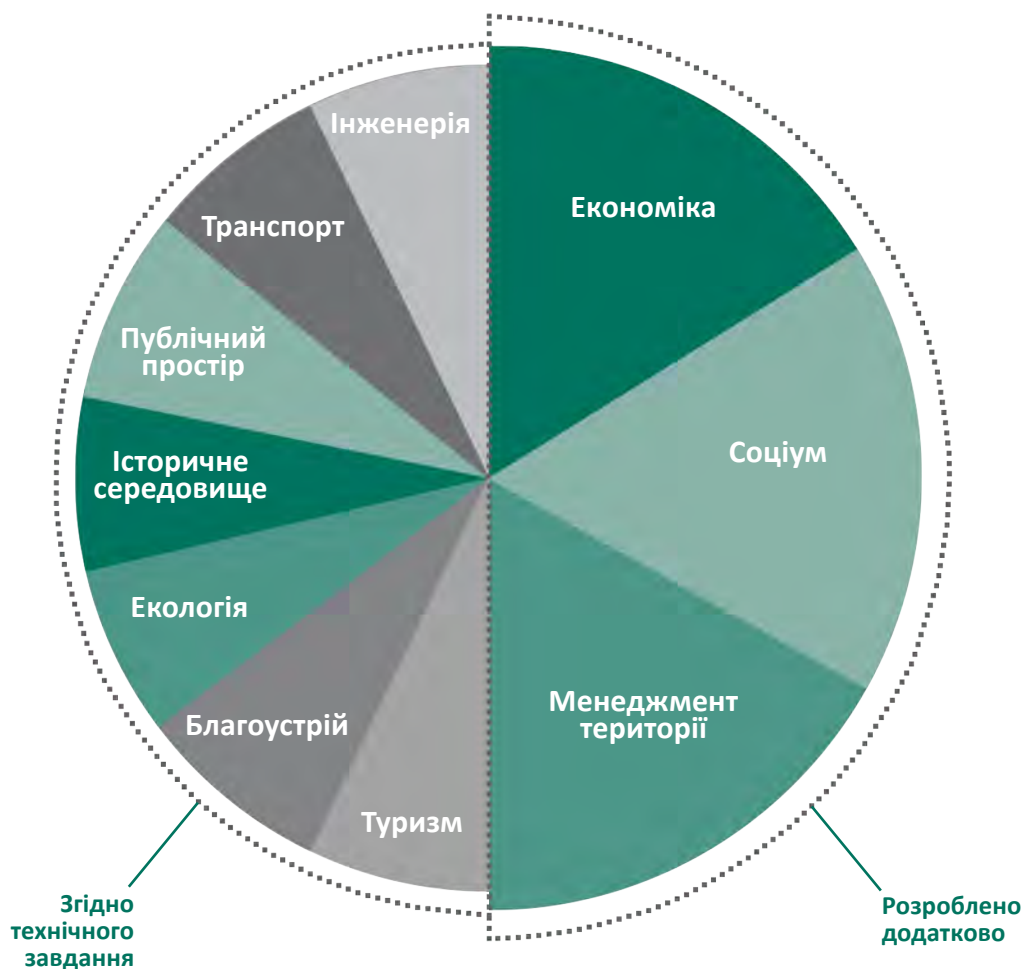 Інженерія
Економіка
Транспорт
Публічний
простір
Соціум
Історичне
середовище
Екологія
Менеджмент
території
Благоустрій
Туризм
Згідно
технічного
завдання
Розроблено
додатково